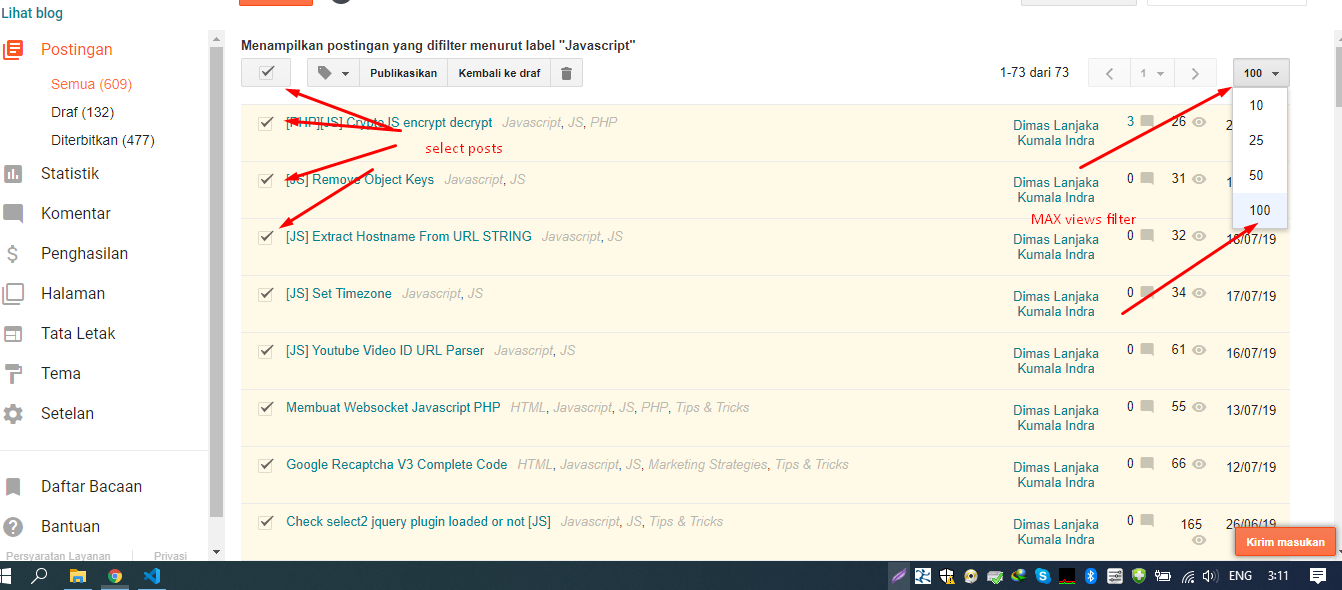 Lihat blog
Postingan
Semua (609)
Draf (132)
Diterbitkan (477)
Statistik
Komentar
Penghasilan
Halaman
Tata Letak
Tema
Setelan
Daftar Bacaan
Bantuan
Persyaratan Layanan Privasi
Menampilkan postingan yang difilter menurut label "Javascript"
Publikasikan Kembali ke draf 1-73 dari 73 1 100
10
25
50
100
[PHP][JS] CryptoJS encrypt decrypt Javascript, JS, PHP Dimas Lanjaka 3 26
Kumala Indra
select posts
[JS] Remove Object Keys Javascript, JS Dimas Lanjaka 0 31
Kumala Indra
MAX views filter
[JS] Extract Hostname From URL STRING Javascript, JS Dimas Lanjaka 0 32 18/07/19
Kumala Indra
[JS] Set Timezone Javascript, JS Dimas Lanjaka 0 34 17/07/19
Kumala Indra
[JS] Youtube Video ID URL Parser Javascript, JS Dimas Lanjaka 0 61 16/07/19
Kumala Indra
Membuat Websocket Javascript PHP HTML, Javascript, JS, PHP, Tips & Tricks Dimas Lanjaka 0 55 13/07/19
Kumala Indra
Google Recaptcha V3 Complete Code HTML, Javascript, JS, Marketing Strategies, Tips & Tricks Dimas Lanjaka 0 66 12/07/19
Kumala Indra
Check select2 jquery plugin loaded or not [JS] Javascript, JS, Tips & Tricks Dimas Lanjaka 0 165 26/06/19
Kumala Indra
Kirim masukan
ENG 3:11